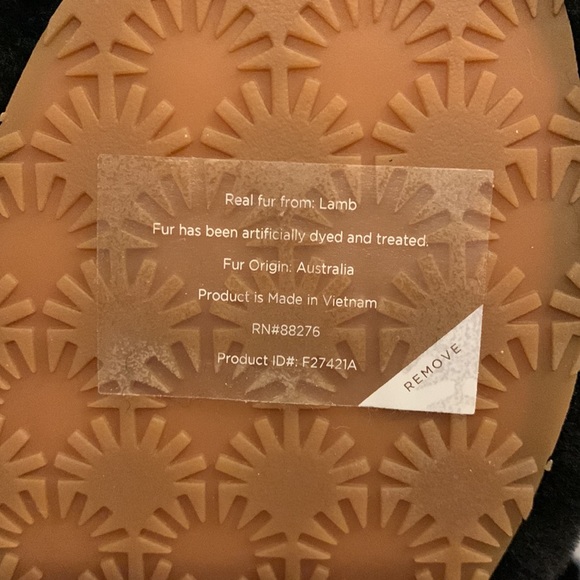 Real fur from: Lamb
Fur has been artificially dyed and treated.
Fur Origin: Australia
Product is Made in Vietnam
RN#88276
Product ID#: F27421A
REMOVE